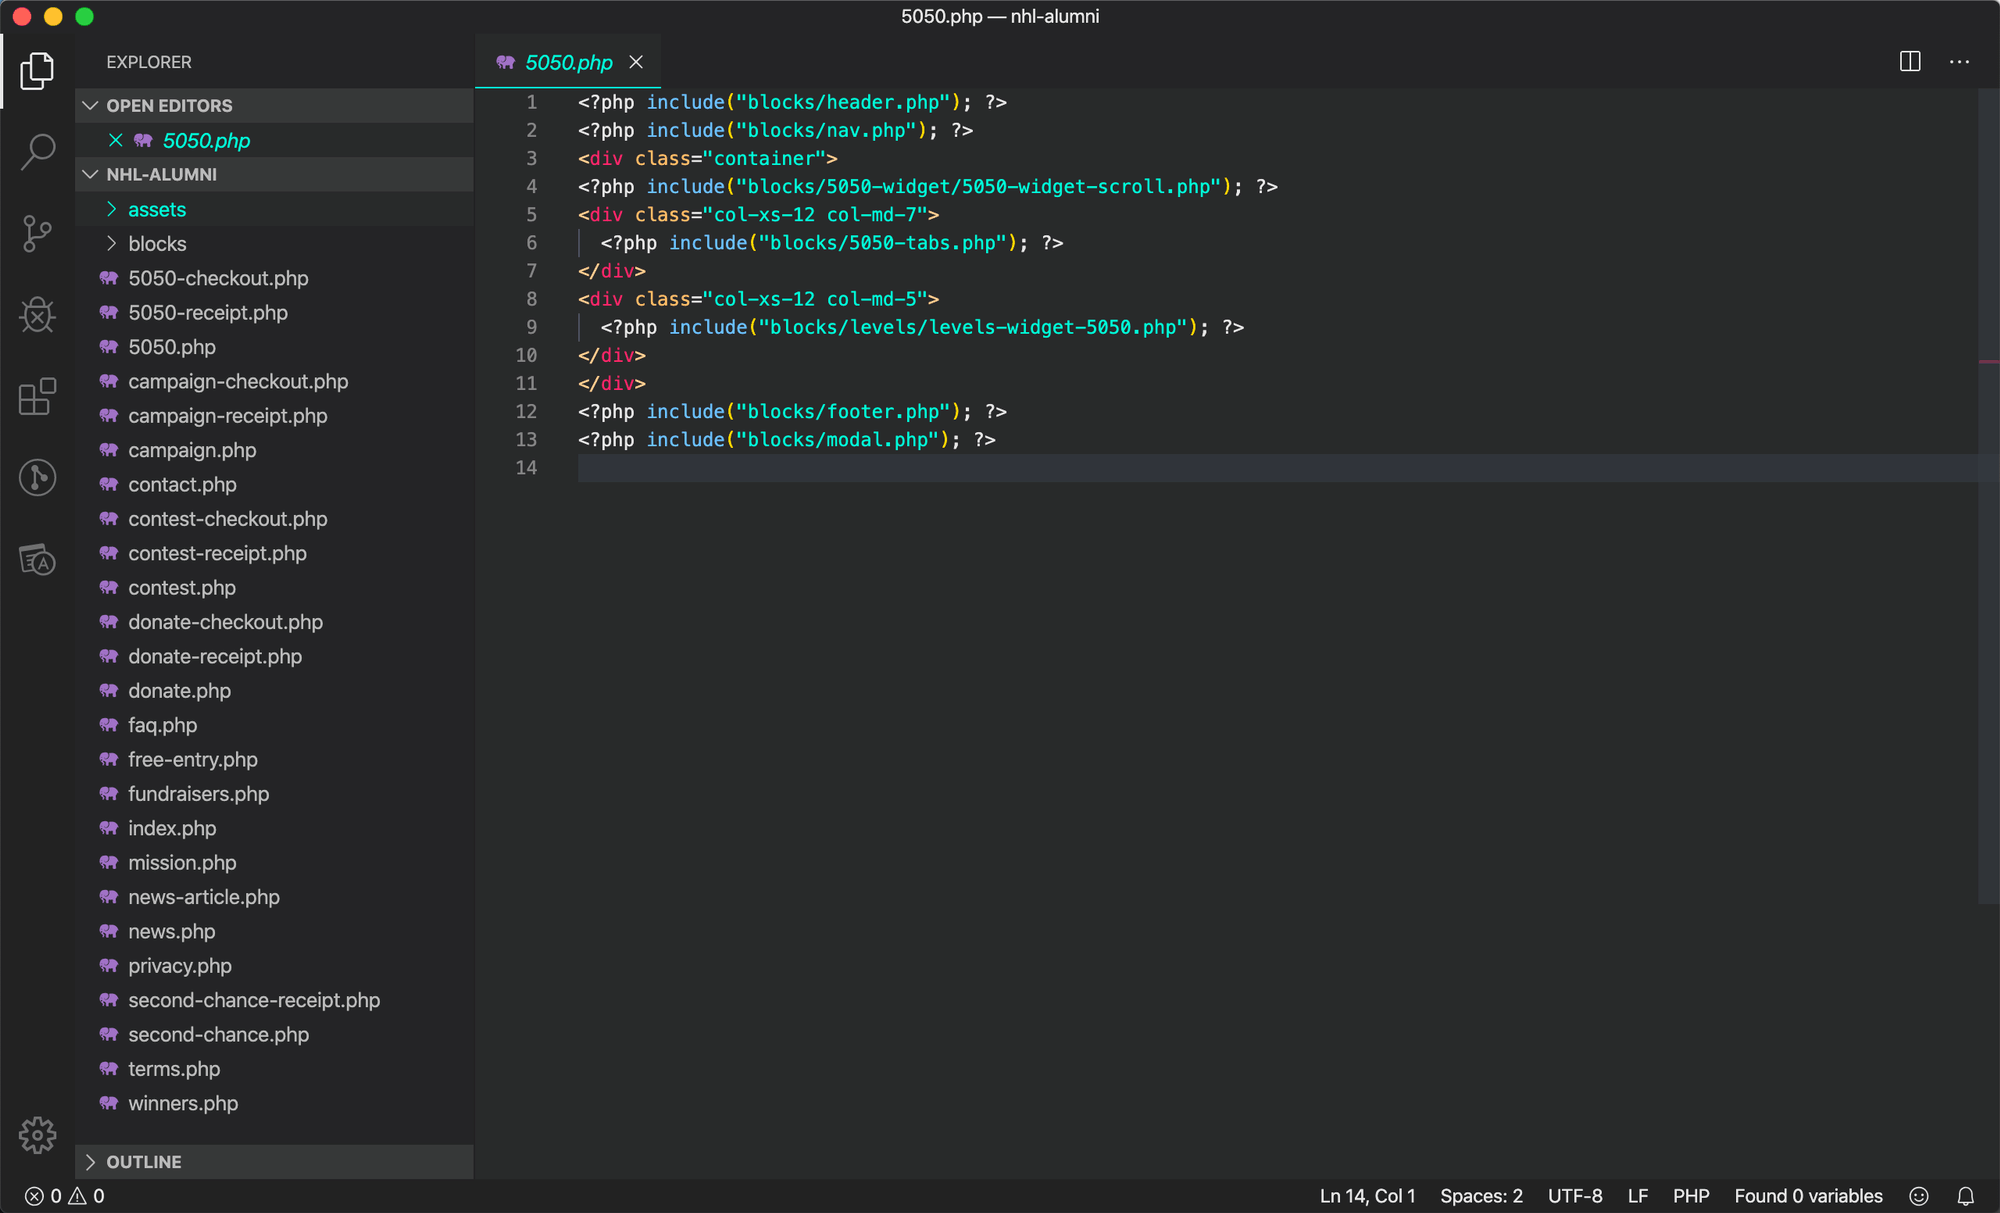 5050.php — nhl-alumni
EXPLORER
OPEN EDITORS
5050.php
NHL-ALUMNI
assets
blocks
5050-checkout.php
5050-receipt.php
5050.php
campaign-checkout.php
campaign-receipt.php
campaign.php
contact.php
contest-checkout.php
contest-receipt.php
contest.php
donate-checkout.php
donate-receipt.php
donate.php
faq.php
free-entry.php
fundraisers.php
index.php
mission.php
news-article.php
news.php
privacy.php
second-chance-receipt.php
second-chance.php
terms.php
winners.php
OUTLINE
5050.php
1 <?php include("blocks/header.php"); ?>
2 <?php include("blocks/nav.php"); ?>
3 <div class="container">
4 <?php include("blocks/5050-widget/5050-widget-scroll.php"); ?>
5 <div class="col-xs-12 col-md-7">
6   <?php include("blocks/5050-tabs.php"); ?>
7 </div>
8 <div class="col-xs-12 col-md-5">
9   <?php include("blocks/levels/levels-widget-5050.php"); ?>
10 </div>
11 </div>
12 <?php include("blocks/footer.php"); ?>
13 <?php include("blocks/modal.php"); ?>
14
0 0 Ln 14, Col 1 Spaces: 2 UTF-8 LF PHP Found 0 variables